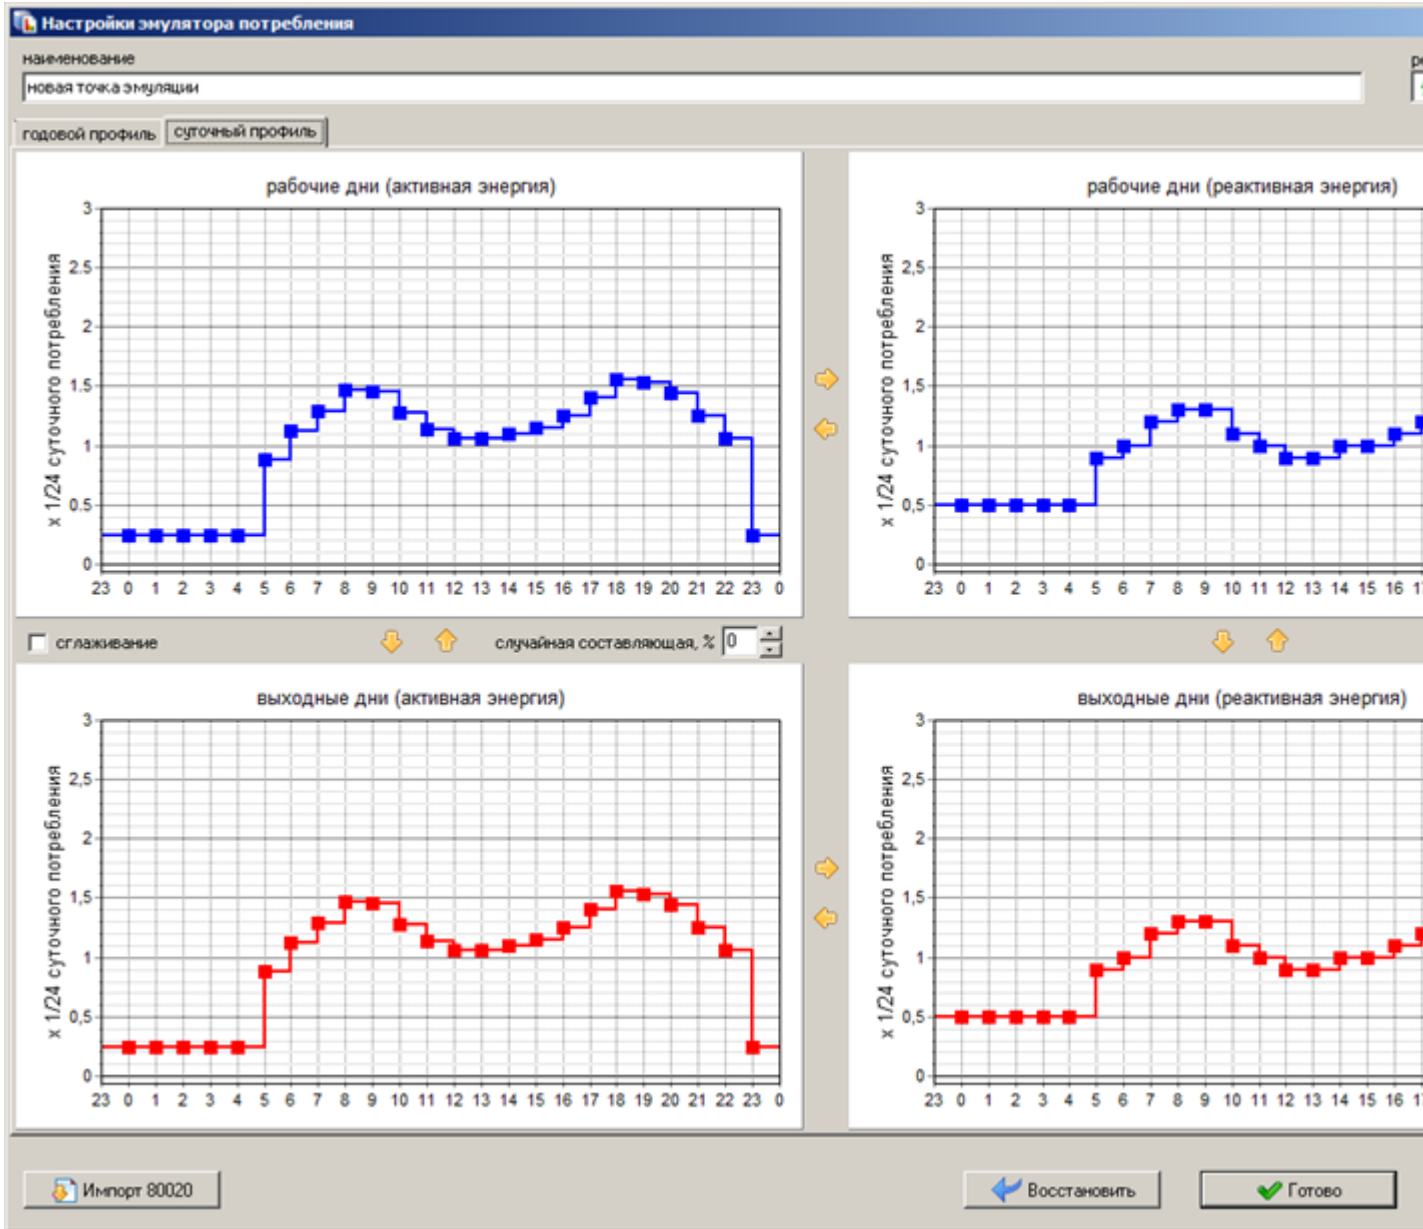 Настройки эмулятора потребления
наименование
новая точка эмуляции
годовой профиль
суточный профиль
рабочие дни (активная энергия)
x 1/24 суточного потребления
3
2,5
2
1,5
1
0,5
0
23 0 1 2 3 4 5 6 7 8 9 10 11 12 13 14 15 16 17 18 19 20 21 22 23 0
рабочие дни (реактивная энергия)
x 1/24 суточного потребления
3
2,5
2
1,5
1
0,5
0
23 0 1 2 3 4 5 6 7 8 9 10 11 12 13 14 15 16
сглаживание
случайная составляющая, % 0
выходные дни (активная энергия)
x 1/24 суточного потребления
3
2,5
2
1,5
1
0,5
0
23 0 1 2 3 4 5 6 7 8 9 10 11 12 13 14 15 16 17 18 19 20 21 22 23 0
выходные дни (реактивная энергия)
x 1/24 суточного потребления
3
2,5
2
1,5
1
0,5
0
23 0 1 2 3 4 5 6 7 8 9 10 11 12 13 14 15 16
Импорт 80020
Восстановить
Готово